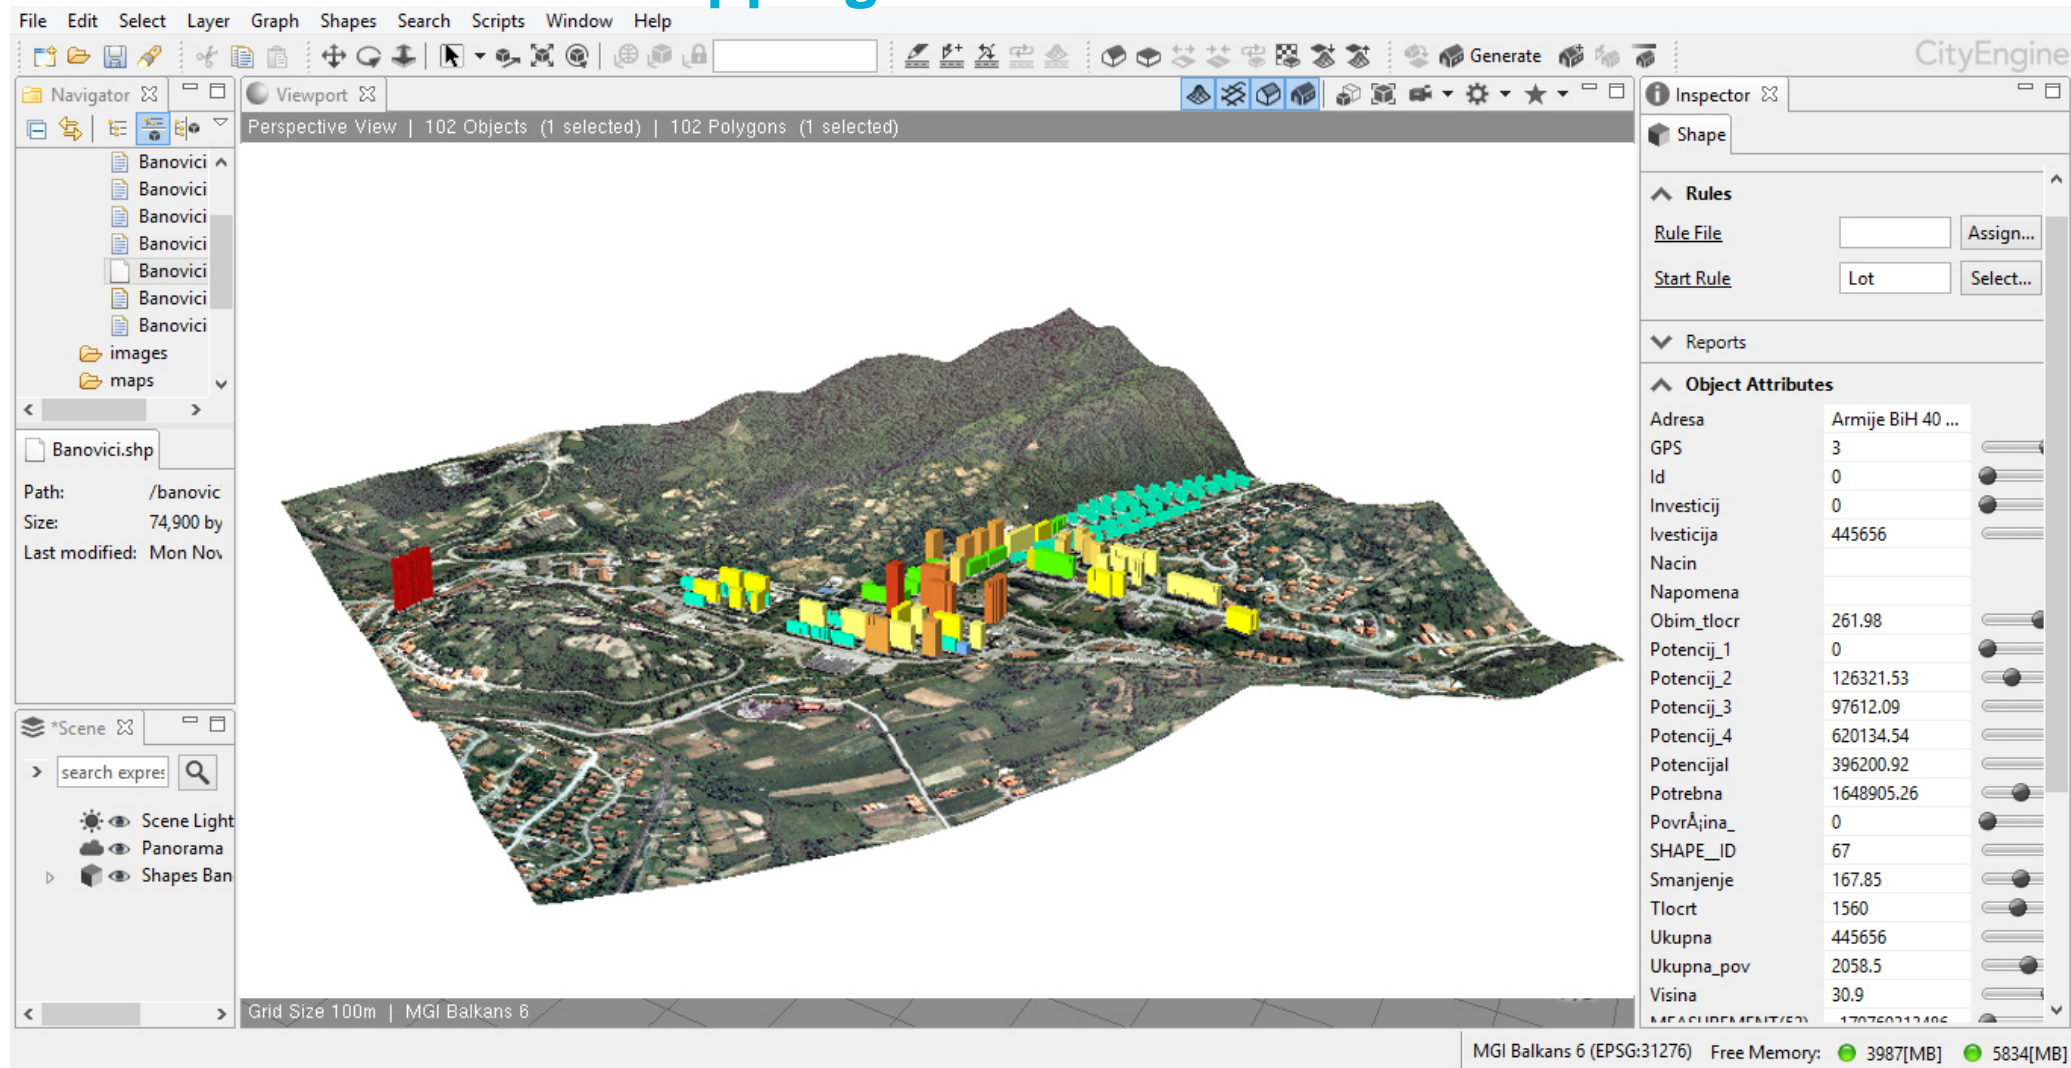 File Edit Select Layer Graph Shapes Search Scripts Window Help
Generate
CityEngine
Navigator
Viewport
Inspector
Perspective View | 102 Objects (1 selected) | 102 Polygons (1 selected)
Shape
Banovici
Banovici
Banovici
Banovici
Banovici
Banovici
Banovici
images
maps
Banovici.shp
Path: /banovic
Size: 74,900 by
Last modified: Mon Nov
*Scene
search expres
Scene Light
Panorama
Shapes Ban
Rules
Rule File Assign...
Start Rule Lot Select...
Reports
Object Attributes
Adresa Armije BiH 40 ...
GPS 3
Id 0
Investicij 0
Ivesticija 445656
Nacin
Napomena
Obim_tlocr 261.98
Potencij_1 0
Potencij_2 126321.53
Potencij_3 97612.09
Potencij_4 620134.54
Potencijal 396200.92
Potrebna 1648905.26
PovrÅ¡ina_ 0
SHAPE__ID 67
Smanjenje 167.85
Tlocrt 1560
Ukupna 445656
Ukupna_pov 2058.5
Visina 30.9
Grid Size 100m | MGI Balkans 6
MGI Balkans 6 (EPSG:31276) Free Memory: 3987[MB] 5834[MB]